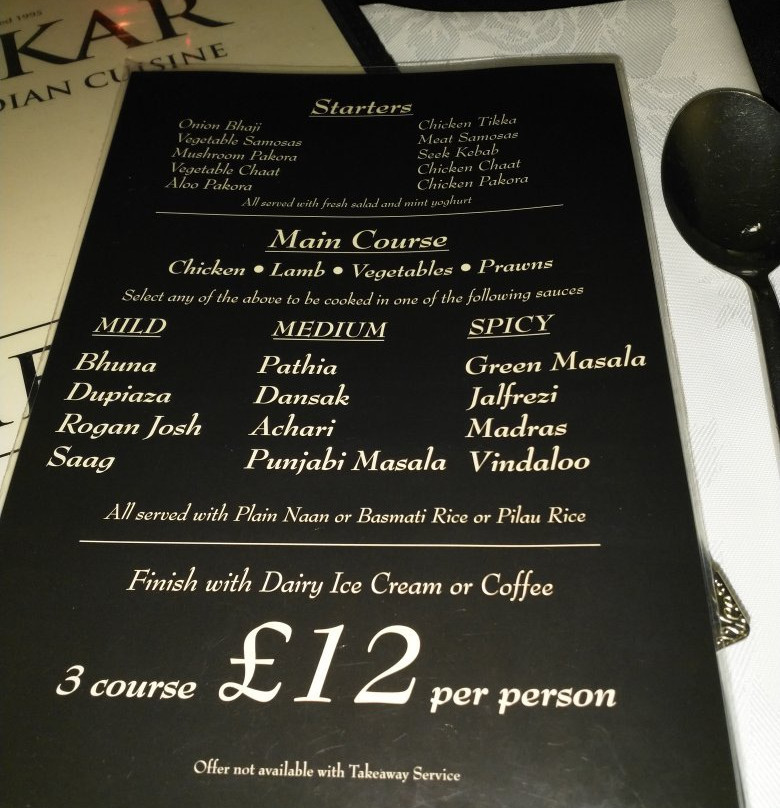 KAR
DIAN CUISINE
Starters
Onion Bhaji
Vegetable Samosas
Mushroom Pakora
Vegetable Chaat
Aloo Pakora
Chicken Tikka
Meat Samosas
Seek Kebab
Chicken Chaat
Chicken Pakora
All served with fresh salad and mint yoghurt
Main Course
Chicken • Lamb • Vegetables • Prawns
Select any of the above to be cooked in one of the following sauces
MILD
Bhuna
Dupiaza
Rogan Josh
Saag
MEDIUM
Pathia
Dansak
Achari
Punjabi Masala
SPICY
Green Masala
Jalfrezi
Madras
Vindaloo
All served with Plain Naan or Basmati Rice or Pilau Rice
Finish with Dairy Ice Cream or Coffee
3 course £12 per person
Offer not available with Takeaway Service